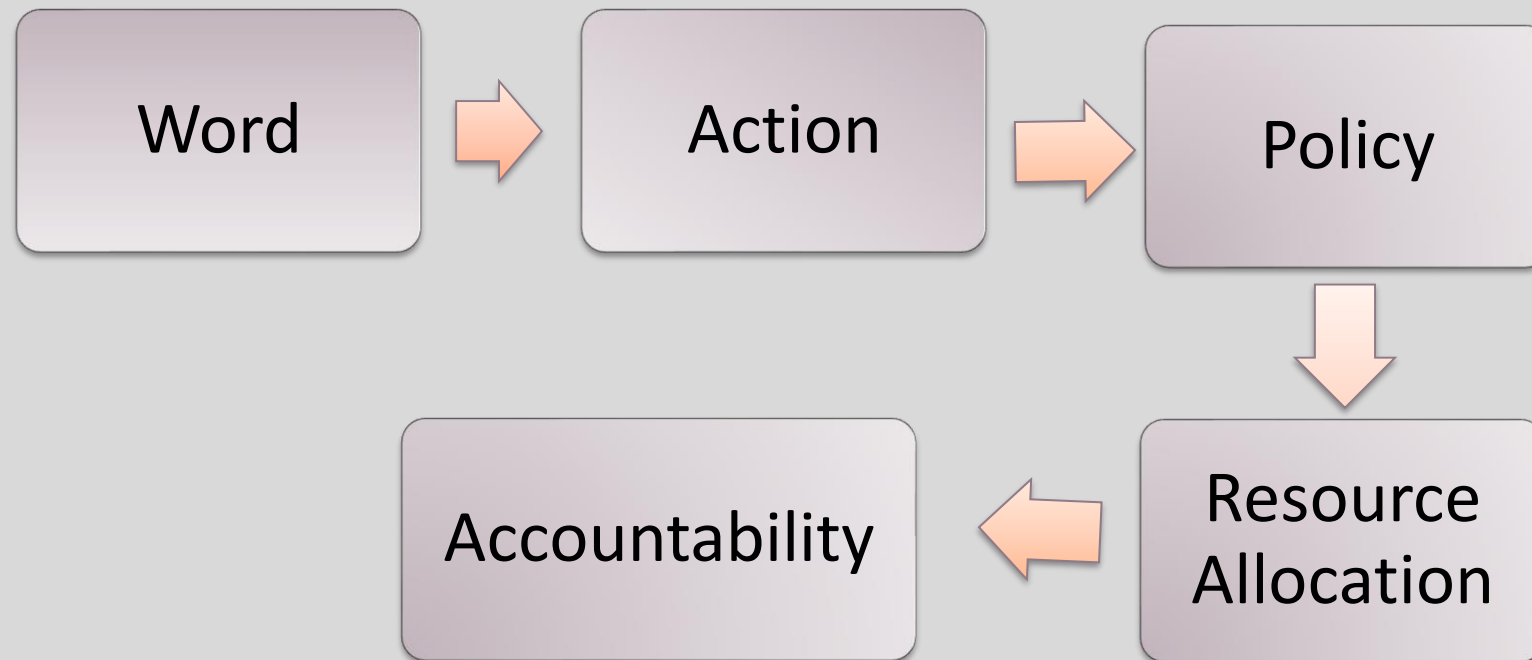 Word
Action
Policy
Resource
Allocation
Accountability